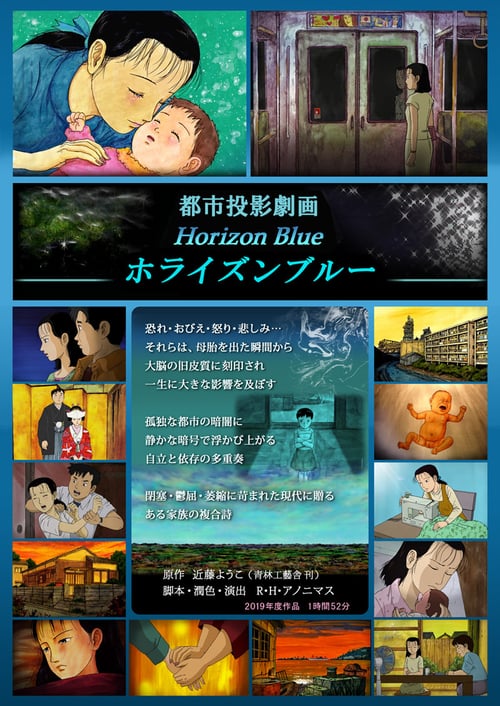 都市投影劇画
Horizon Blue
ホライズンブルー
恐れ・おびえ・怒り・悲しみ…
それらは、母胎を出た瞬間から
大脳の旧皮質に刻印され
一生に大きな影響を及ぼす
孤独な都市の暗闇に
静かな暗号で浮かび上がる
自立と依存の多重奏
閉塞・鬱屈・萎縮に苛まれた現代に贈る
ある家族の複合詩
原作 近藤ようこ（青林工藝舎 刊）
脚本・潤色・演出 R・H・アノニマス
2019年度作品 1時間52分